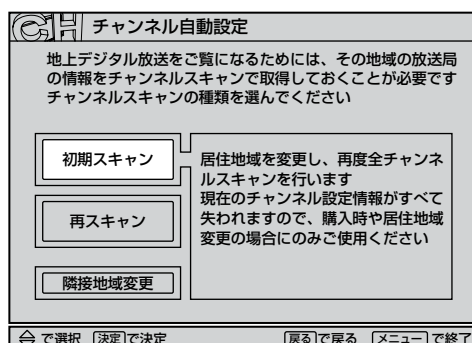 CH チャンネル自動設定
地上デジタル放送をご覧になるためには、その地域の放送局
の情報をチャンネルスキャンで取得しておくことが必要です
チャンネルスキャンの種類を選んでください
初期スキャン
再スキャン
隣接地域変更
居住地域を変更し、再度全チャンネ
ルスキャンを行います
現在のチャンネル設定情報がすべて
失われますので、購入時や居住地域
変更の場合にのみご使用ください
で選択 決定で決定 戻るで戻る メニューで終了